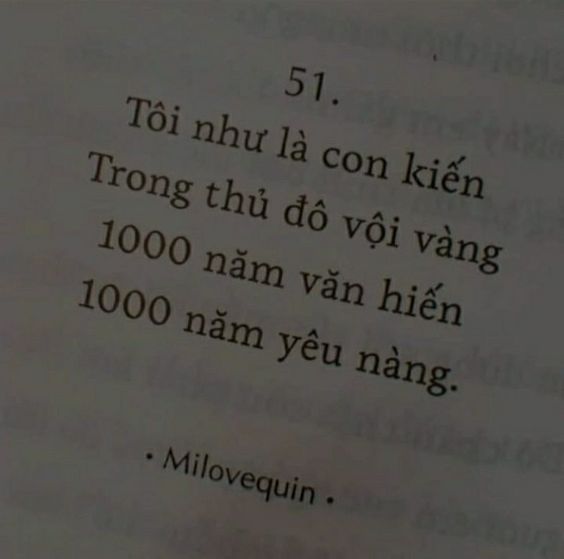 51.
Tôi như là con kiến
Trong thủ đô vội vàng
1000 năm văn hiến
1000 năm yêu nàng.
• Milovequin •